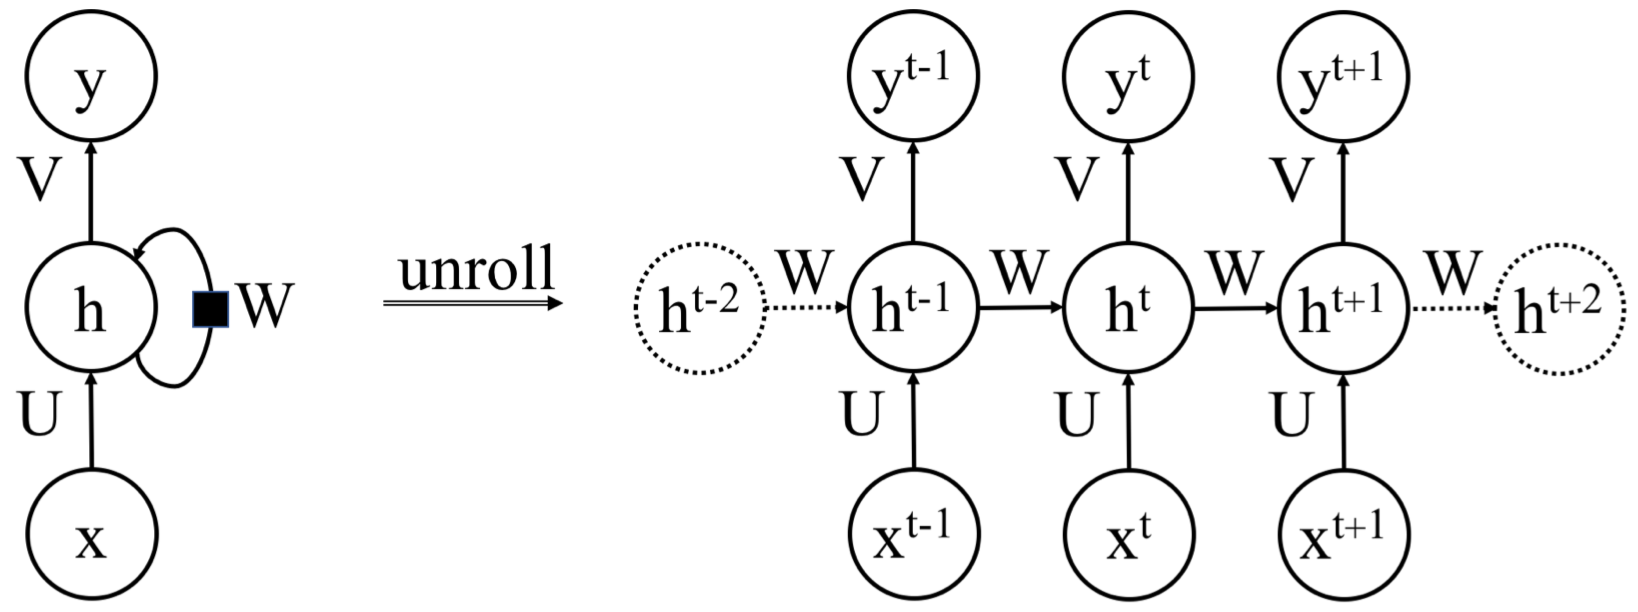 y y^t-1 y^t y^t+1
V V V V
unroll
h W h^t-2 W h^t-1 W h^t W h^t+1 W h^t+2
U U U U
x x^t-1 x^t x^t+1